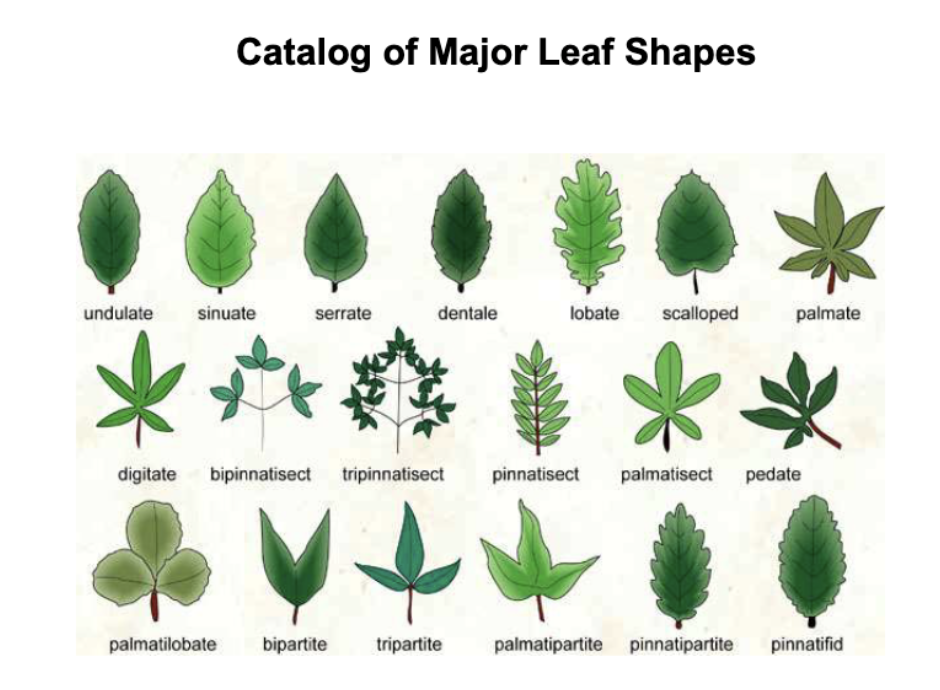 Catalog of Major Leaf Shapes
undulate sinuate serrate dentale lobate scalloped palmate
digitate bipinnatisect tripinnatisect pinnatisect palmatisect pedate
palmatilobate bipartite tripartite palmatipartite pinnatipartite pinnatifid